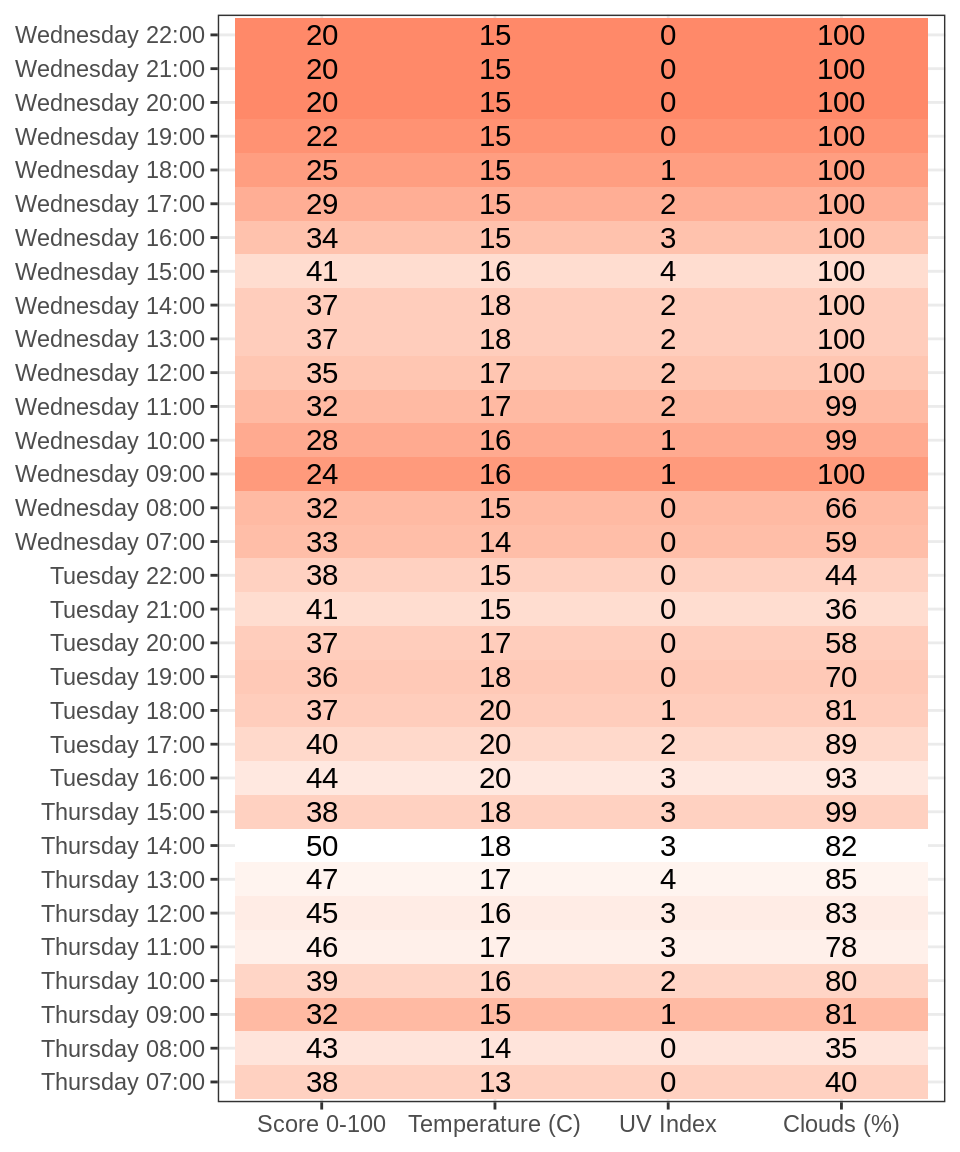 Wednesday 22:00 20 15 0 100
Wednesday 21:00 20 15 0 100
Wednesday 20:00 20 15 0 100
Wednesday 19:00 22 15 0 100
Wednesday 18:00 25 15 1 100
Wednesday 17:00 29 15 2 100
Wednesday 16:00 34 15 3 100
Wednesday 15:00 41 16 4 100
Wednesday 14:00 37 18 2 100
Wednesday 13:00 37 18 2 100
Wednesday 12:00 35 17 2 100
Wednesday 11:00 32 17 2 99
Wednesday 10:00 28 16 1 99
Wednesday 09:00 24 16 1 100
Wednesday 08:00 32 15 0 66
Wednesday 07:00 33 14 0 59
Tuesday 22:00 38 15 0 44
Tuesday 21:00 41 15 0 36
Tuesday 20:00 37 17 0 58
Tuesday 19:00 36 18 0 70
Tuesday 18:00 37 20 1 81
Tuesday 17:00 40 20 2 89
Tuesday 16:00 44 20 3 93
Thursday 15:00 38 18 3 99
Thursday 14:00 50 18 3 82
Thursday 13:00 47 17 4 85
Thursday 12:00 45 16 3 83
Thursday 11:00 46 17 3 78
Thursday 10:00 39 16 2 80
Thursday 09:00 32 15 1 81
Thursday 08:00 43 14 0 35
Thursday 07:00 38 13 0 40
Score 0-100 Temperature (C) UV Index Clouds (%)